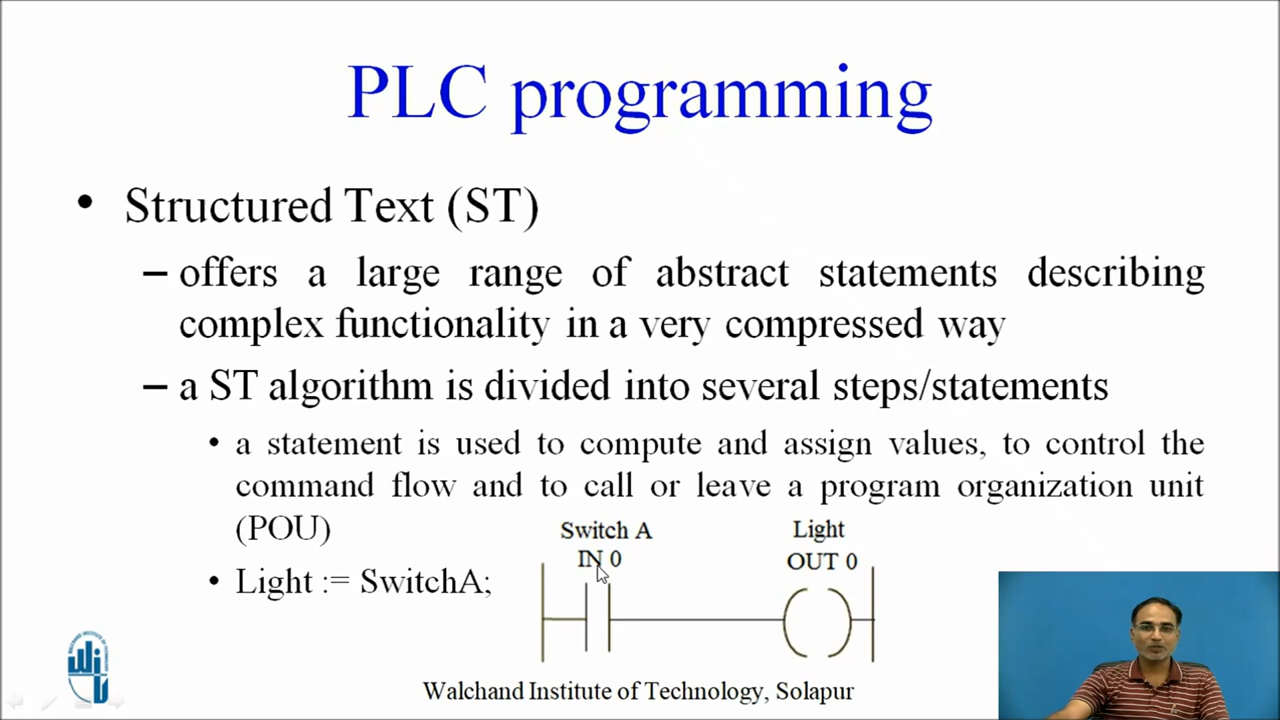 PLC programming
• Structured Text (ST)
– offers a large range of abstract statements describing
complex functionality in a very compressed way
– a ST algorithm is divided into several steps/statements
• a statement is used to compute and assign values, to control the
command flow and to call or leave a program organization unit
(POU)
Switch A Light
IN 0 OUT 0
• Light := SwitchA;
Walchand Institute of Technology, Solapur